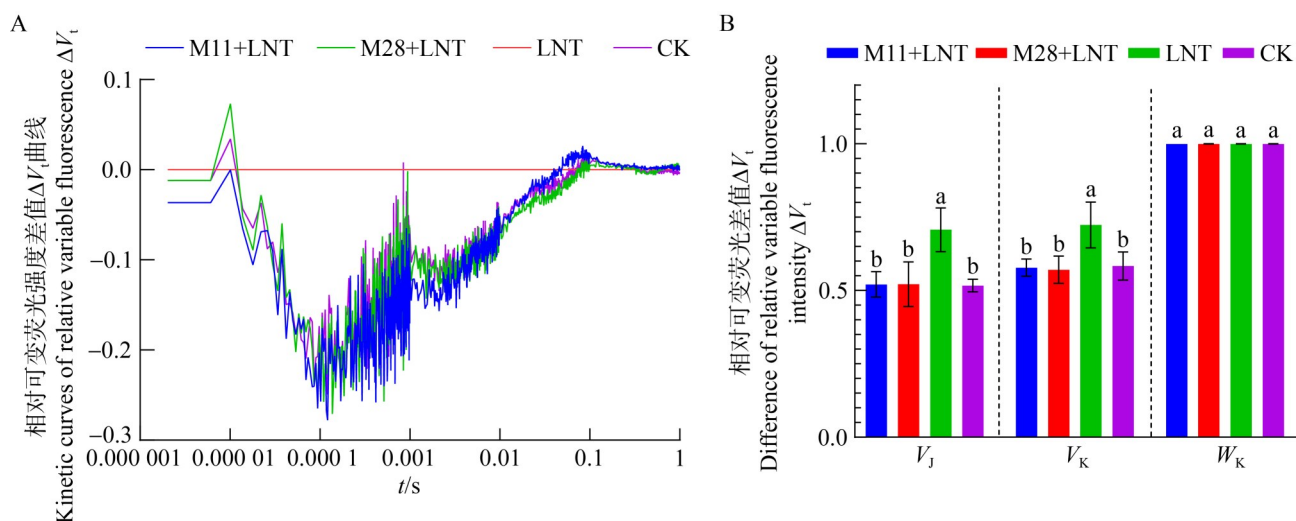 A
M11+LNT M28+LNT LNT CK
相对可变荧光强度差值ΔVt曲线
Kinetic curves of relative variable fluorescence ΔVt
0.1
0.0
−0.1
−0.2
−0.3
0.000 001 0.000 01 0.000 1 0.001 0.01 0.1 1
t/s
B
M11+LNT M28+LNT LNT CK
相对可变荧光差值ΔVt
Difference of relative variable fluorescence
intensity ΔVt
1.0
0.5
0.0
b b a b
b b a b
a a a a
VJ VK WK